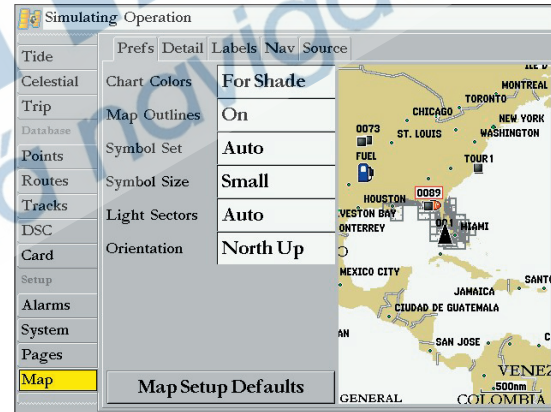 Simulating Operation
Prefs Detail Labels Nav Source
Tide
Celestial
Trip
Database
Points
Routes
Tracks
DSC
Card
Setup
Alarms
System
Pages
Map
Chart Colors For Shade
Map Outlines On
Symbol Set Auto
Symbol Size Small
Light Sectors Auto
Orientation North Up
Map Setup Defaults
MONTREAL
TORONTO
CHICAGO
NEW YORK
0073
ST. LOUIS
WASHINGTON
FUEL
TOUR1
0089
HOUSTON
VESTON BAY
001
MIAMI
ONTERREY
MEXICO CITY
JAMAICA
SANT
CIUDAD DE GUATEMALA
AN
SAN JOSE
C
VENEZ
500nm
GENERAL
COLOMBIA